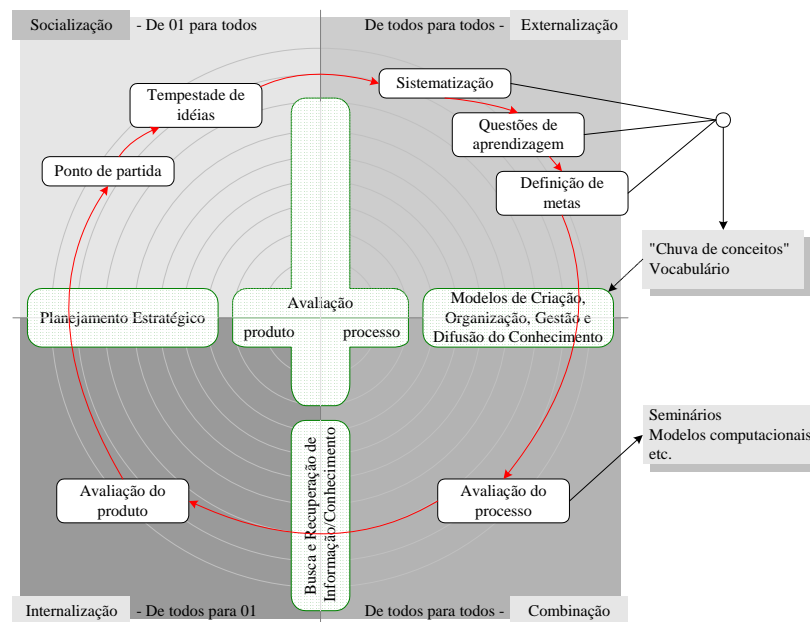 Socialização - De 01 para todos
De todos para todos - Externalização
Sistematização
Tempestade de
idéias
Questões de
aprendizagem
Ponto de partida
Definição de
metas
"Chuva de conceitos"
Vocabulário
Planejamento Estratégico
Avaliação
produto processo
Modelos de Criação,
Organização, Gestão e
Difusão do Conhecimento
Seminários
Modelos computacionais
etc.
Busca e Recuperação de
Informação/Conhecimento
Avaliação do
produto
Avaliação do
processo
Internalização - De todos para 01
De todos para todos - Combinação